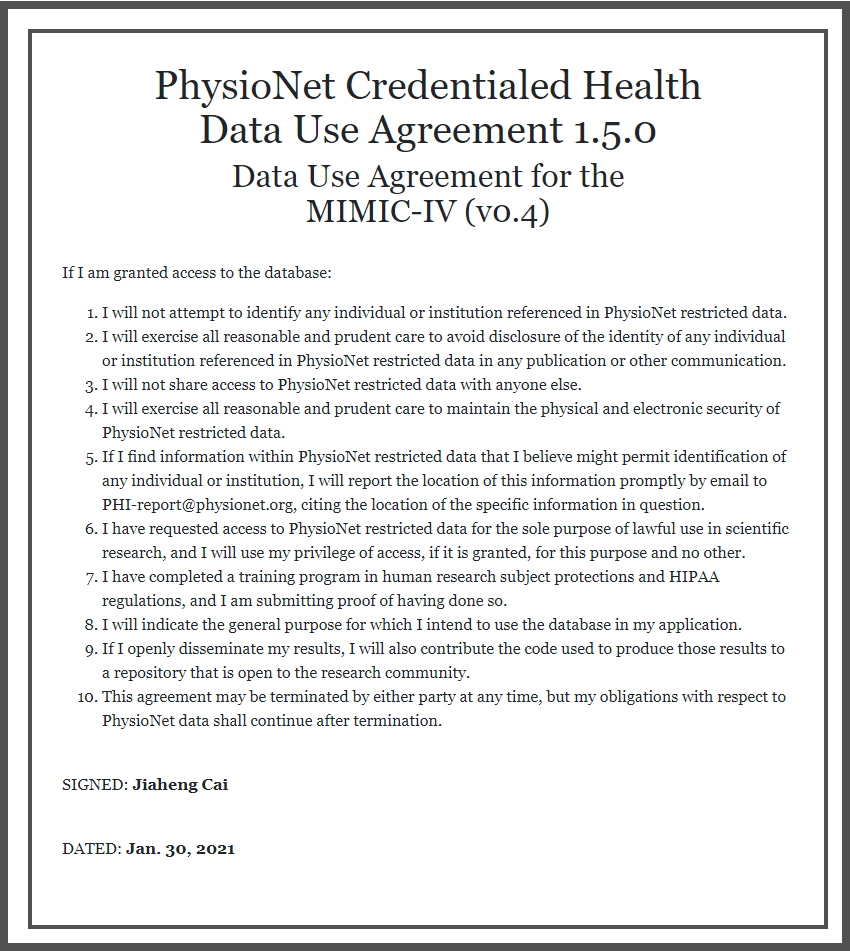 PhysioNet Credentialed Health
Data Use Agreement 1.5.0
Data Use Agreement for the
MIMIC-IV (v0.4)
If I am granted access to the database:
1. I will not attempt to identify any individual or institution referenced in PhysioNet restricted data.
2. I will exercise all reasonable and prudent care to avoid disclosure of the identity of any individual
or institution referenced in PhysioNet restricted data in any publication or other communication.
3. I will not share access to PhysioNet restricted data with anyone else.
4. I will exercise all reasonable and prudent care to maintain the physical and electronic security of
PhysioNet restricted data.
5. If I find information within PhysioNet restricted data that I believe might permit identification of
any individual or institution, I will report the location of this information promptly by email to
PHI-report@physionet.org, citing the location of the specific information in question.
6. I have requested access to PhysioNet restricted data for the sole purpose of lawful use in scientific
research, and I will use my privilege of access, if it is granted, for this purpose and no other.
7. I have completed a training program in human research subject protections and HIPAA
regulations, and I am submitting proof of having done so.
8. I will indicate the general purpose for which I intend to use the database in my application.
9. If I openly disseminate my results, I will also contribute the code used to produce those results to
a repository that is open to the research community.
10. This agreement may be terminated by either party at any time, but my obligations with respect to
PhysioNet data shall continue after termination.
SIGNED: Jiaheng Cai
DATED: Jan. 30, 2021